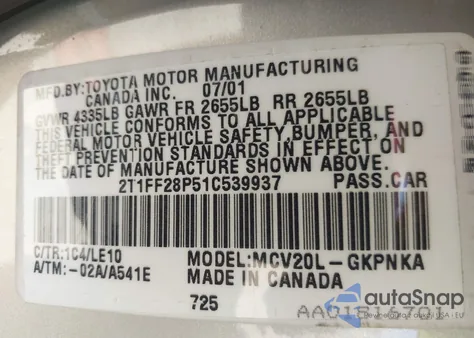 MFD.BY:TOYOTA MOTOR MANUFACTURING
CANADA INC. 07/01
GVWR 4335LB GAWR FR 2655LB RR 2655LB
THIS VEHICLE CONFORMS TO ALL APPLICABLE
FEDERAL MOTOR VEHICLE SAFETY,BUMPER, AND
THEFT PREVENTION STANDARDS IN EFFECT ON
THE DATE OF MANUFACTURE SHOWN ABOVE.
2T1FF28P51C539937 PASS.CAR
C/TR:1C4/LE10 MODEL:MCV20L-GKPNKA
A/TM:-02A/A541E MADE IN CANADA
725
autoSnap